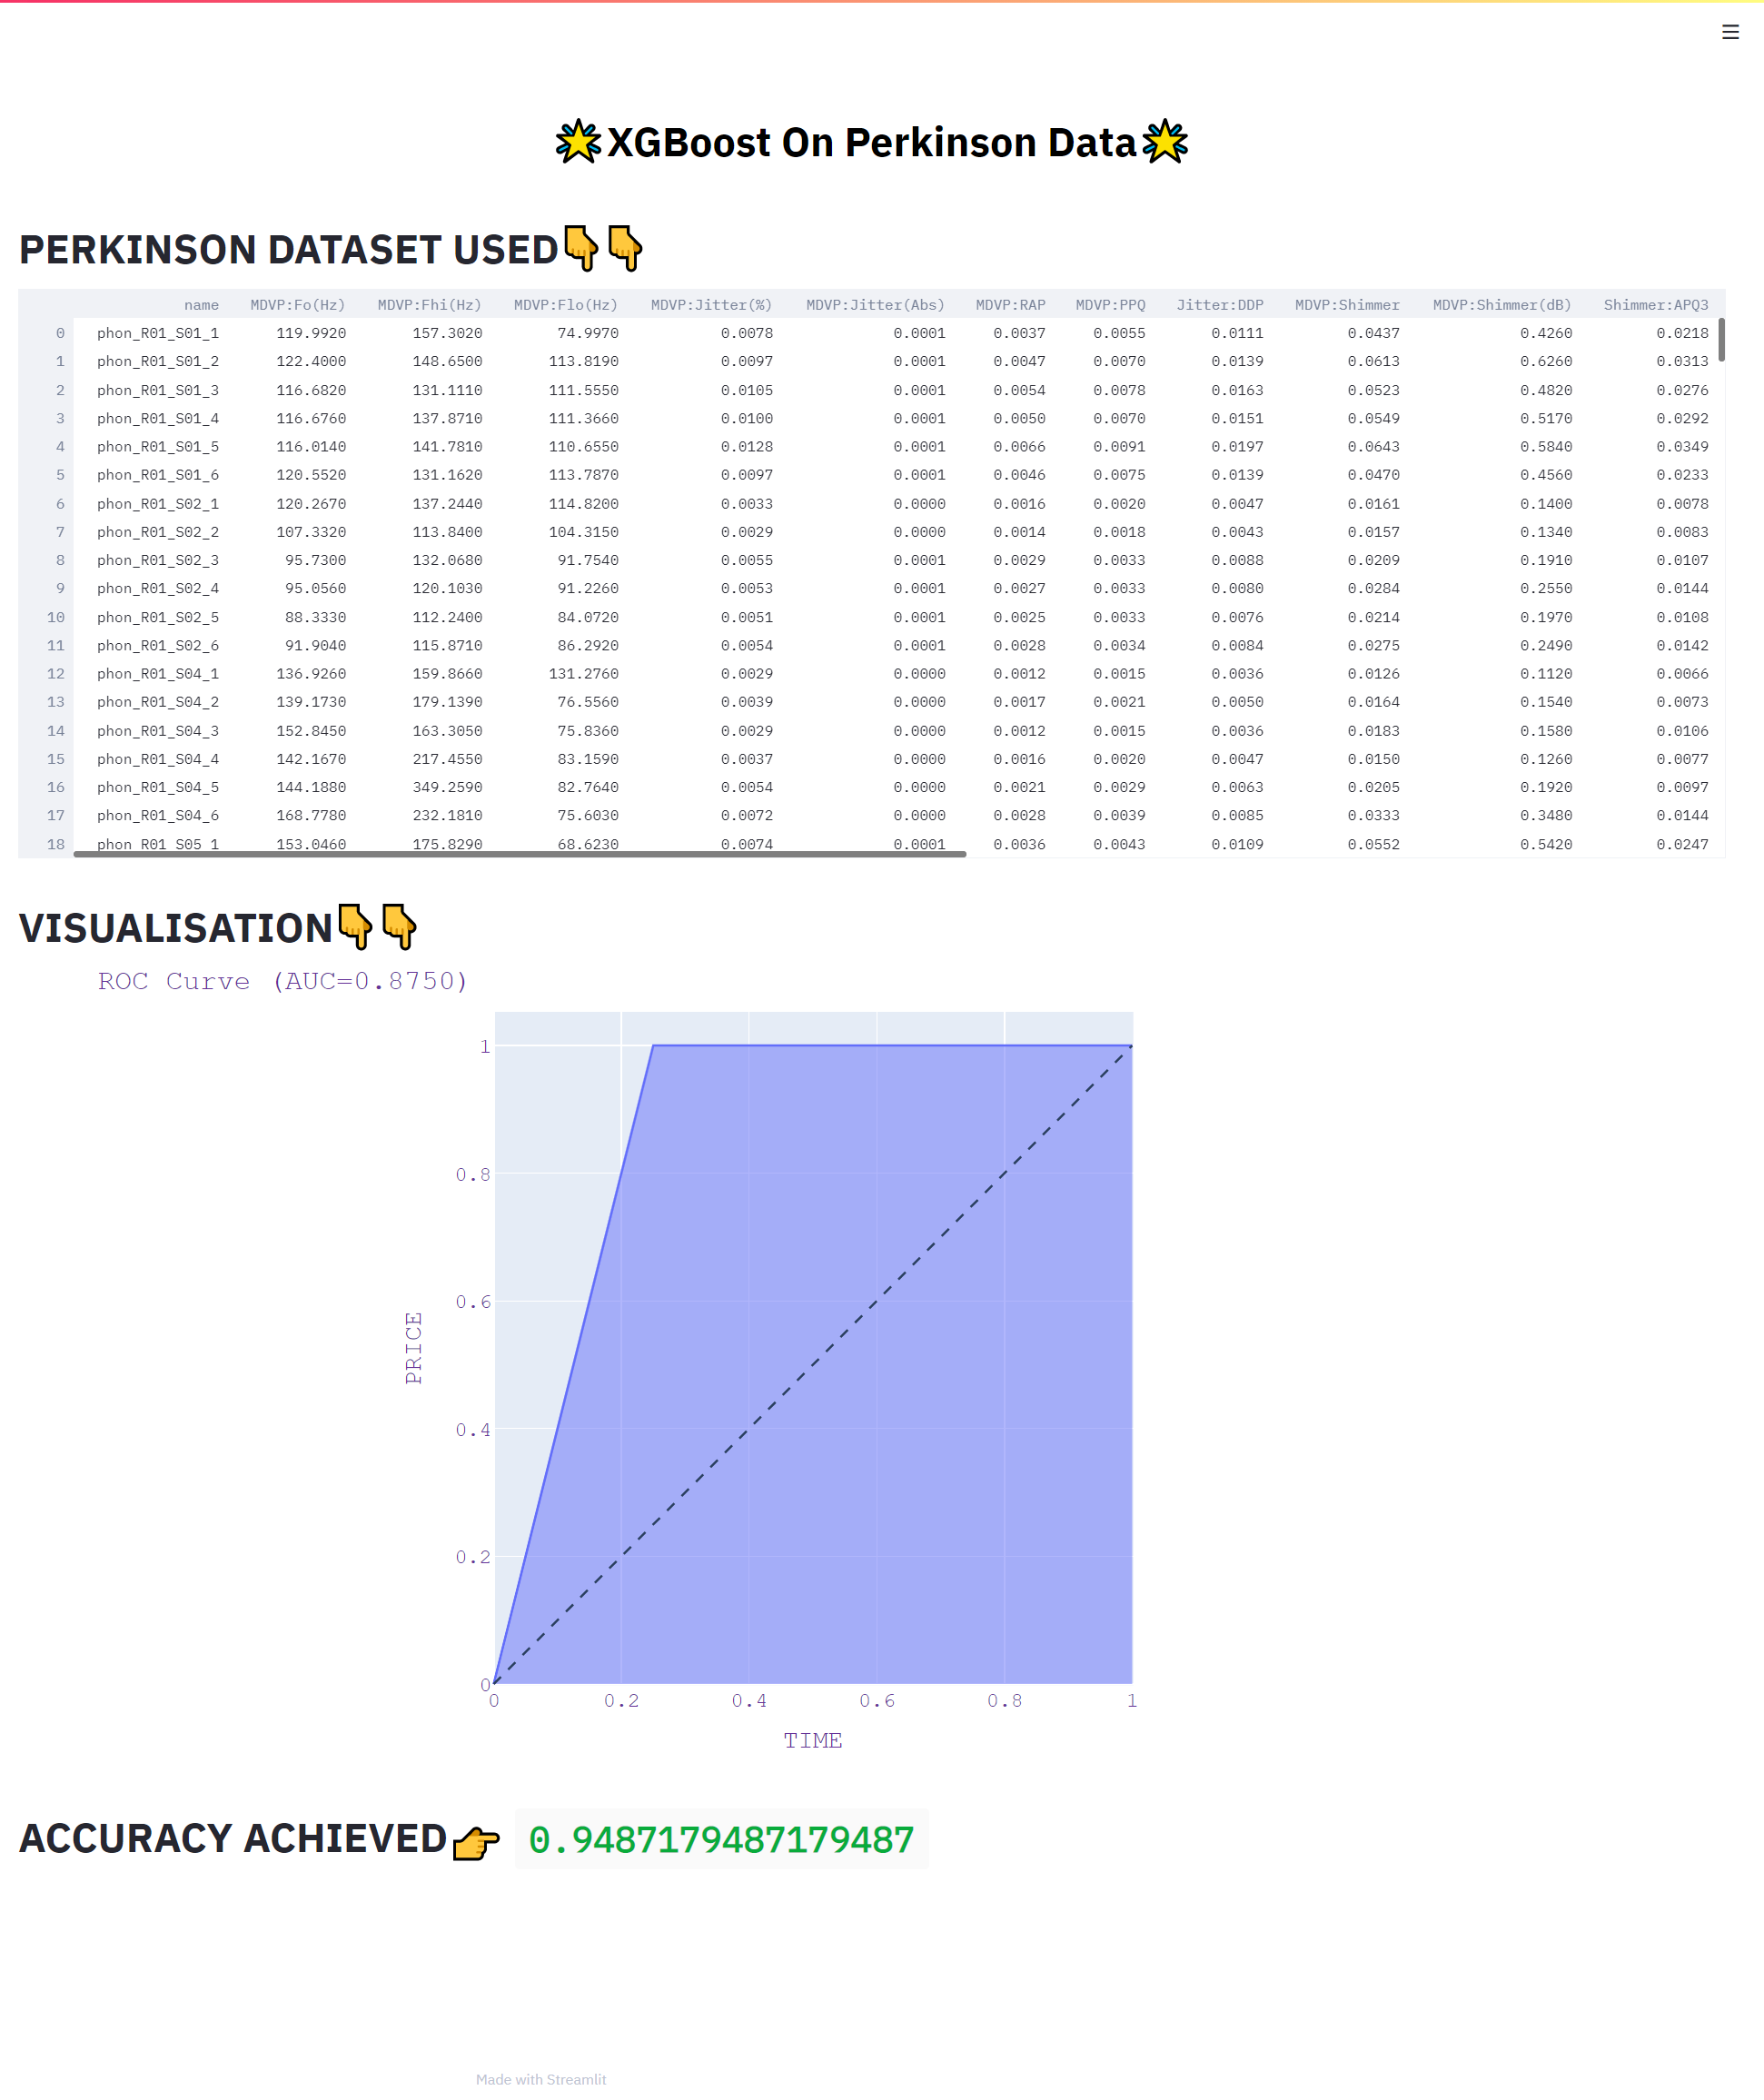 🌟XGBoost On Perkinson Data🌟
PERKINSON DATASET USED👇👇
name MDVP:Fo(Hz) MDVP:Fhi(Hz) MDVP:Flo(Hz) MDVP:Jitter(%) MDVP:Jitter(Abs) MDVP:RAP MDVP:PPQ Jitter:DDP MDVP:Shimmer MDVP:Shimmer(dB) Shimmer:APQ3
0 phon_R01_S01_1 119.9920 157.3020 74.9970 0.0078 0.0001 0.0037 0.0055 0.0111 0.0437 0.4260 0.0218
1 phon_R01_S01_2 122.4000 148.6500 113.8190 0.0097 0.0001 0.0047 0.0070 0.0139 0.0613 0.6260 0.0313
2 phon_R01_S01_3 116.6820 131.1110 111.5550 0.0105 0.0001 0.0054 0.0078 0.0163 0.0523 0.4820 0.0276
3 phon_R01_S01_4 116.6760 137.8710 111.3660 0.0100 0.0001 0.0050 0.0070 0.0151 0.0549 0.5170 0.0292
4 phon_R01_S01_5 116.0140 141.7810 110.6550 0.0128 0.0001 0.0066 0.0091 0.0197 0.0643 0.5840 0.0349
5 phon_R01_S01_6 120.5520 131.1620 113.7870 0.0097 0.0001 0.0046 0.0075 0.0139 0.0470 0.4560 0.0233
6 phon_R01_S02_1 120.2670 137.2440 114.8200 0.0033 0.0000 0.0016 0.0020 0.0047 0.0161 0.1400 0.0078
7 phon_R01_S02_2 107.3320 113.8400 104.3150 0.0029 0.0000 0.0014 0.0018 0.0043 0.0157 0.1340 0.0083
8 phon_R01_S02_3 95.7300 132.0680 91.7540 0.0055 0.0001 0.0029 0.0033 0.0088 0.0209 0.1910 0.0107
9 phon_R01_S02_4 95.0560 120.1030 91.2260 0.0053 0.0001 0.0027 0.0033 0.0080 0.0284 0.2550 0.0144
10 phon_R01_S02_5 88.3330 112.2400 84.0720 0.0051 0.0001 0.0025 0.0033 0.0076 0.0214 0.1970 0.0108
11 phon_R01_S02_6 91.9040 115.8710 86.2920 0.0054 0.0001 0.0028 0.0034 0.0084 0.0275 0.2490 0.0142
12 phon_R01_S04_1 136.9260 159.8660 131.2760 0.0029 0.0000 0.0012 0.0015 0.0036 0.0126 0.1120 0.0066
13 phon_R01_S04_2 139.1730 179.1390 76.5560 0.0039 0.0000 0.0017 0.0021 0.0050 0.0164 0.1540 0.0073
14 phon_R01_S04_3 152.8450 163.3050 75.8360 0.0029 0.0000 0.0012 0.0015 0.0036 0.0183 0.1580 0.0106
15 phon_R01_S04_4 142.1670 217.4550 83.1590 0.0037 0.0000 0.0016 0.0020 0.0047 0.0150 0.1260 0.0077
16 phon_R01_S04_5 144.1880 349.2590 82.7640 0.0054 0.0000 0.0021 0.0029 0.0063 0.0205 0.1920 0.0097
17 phon_R01_S04_6 168.7780 232.1810 75.6030 0.0072 0.0000 0.0028 0.0039 0.0085 0.0333 0.3480 0.0144
18 phon_R01_S05_1 153.0460 175.8290 68.6230 0.0074 0.0001 0.0036 0.0043 0.0109 0.0552 0.5420 0.0247
VISUALISATION👇👇
ROC Curve (AUC=0.8750)
1
0.8
0.6
PRICE
0.4
0.2
0
0 0.2 0.4 0.6 0.8 1
TIME
ACCURACY ACHIEVED👉 0.9487179487179487
Made with Streamlit